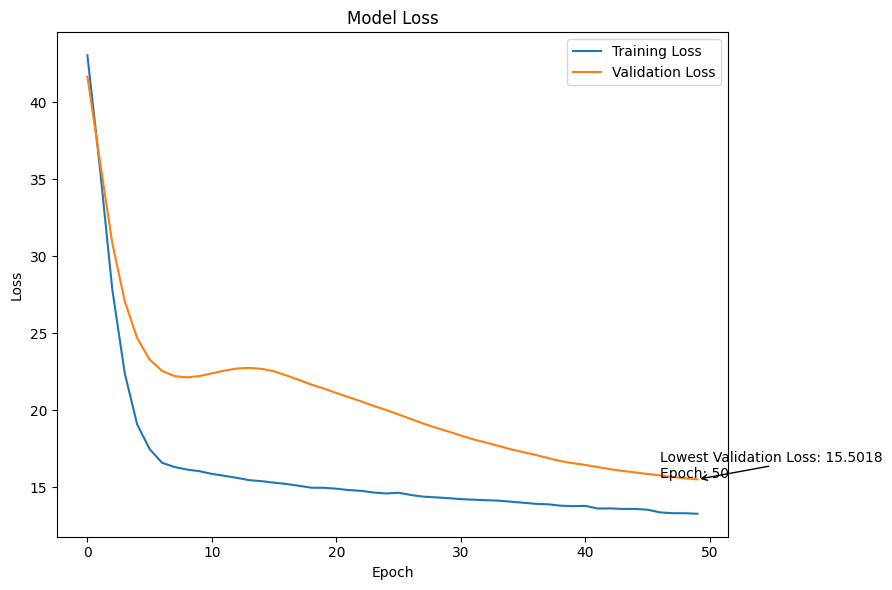 Model Loss
Training Loss
Validation Loss
Loss
40
35
30
25
20
15
Lowest Validation Loss: 15.5018
Epoch: 50
0 10 20 30 40 50
Epoch